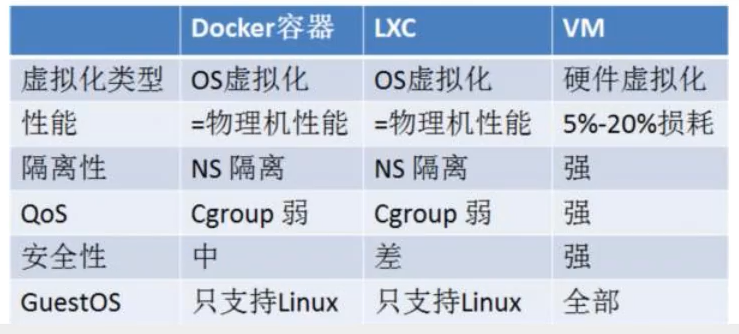 Docker容器 LXC VM
虚拟化类型 OS虚拟化 OS虚拟化 硬件虚拟化
性能 =物理机性能 =物理机性能 5%-20%损耗
隔离性 NS 隔离 NS 隔离 强
QoS Cgroup 弱 Cgroup 弱 强
安全性 中 差 强
GuestOS 只支持Linux 只支持Linux 全部